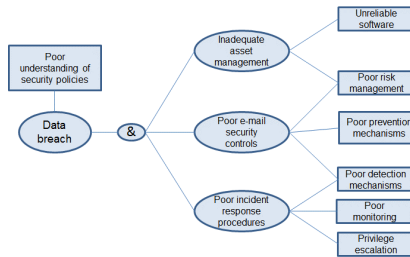 Poor
understanding of
security policies
Data
breach
&
Inadequate
asset
management
Poor e-mail
security
controls
Poor incident
response
procedures
Unreliable
software
Poor risk
management
Poor prevention
mechanisms
Poor detection
mechanisms
Poor
monitoring
Privilege
escalation